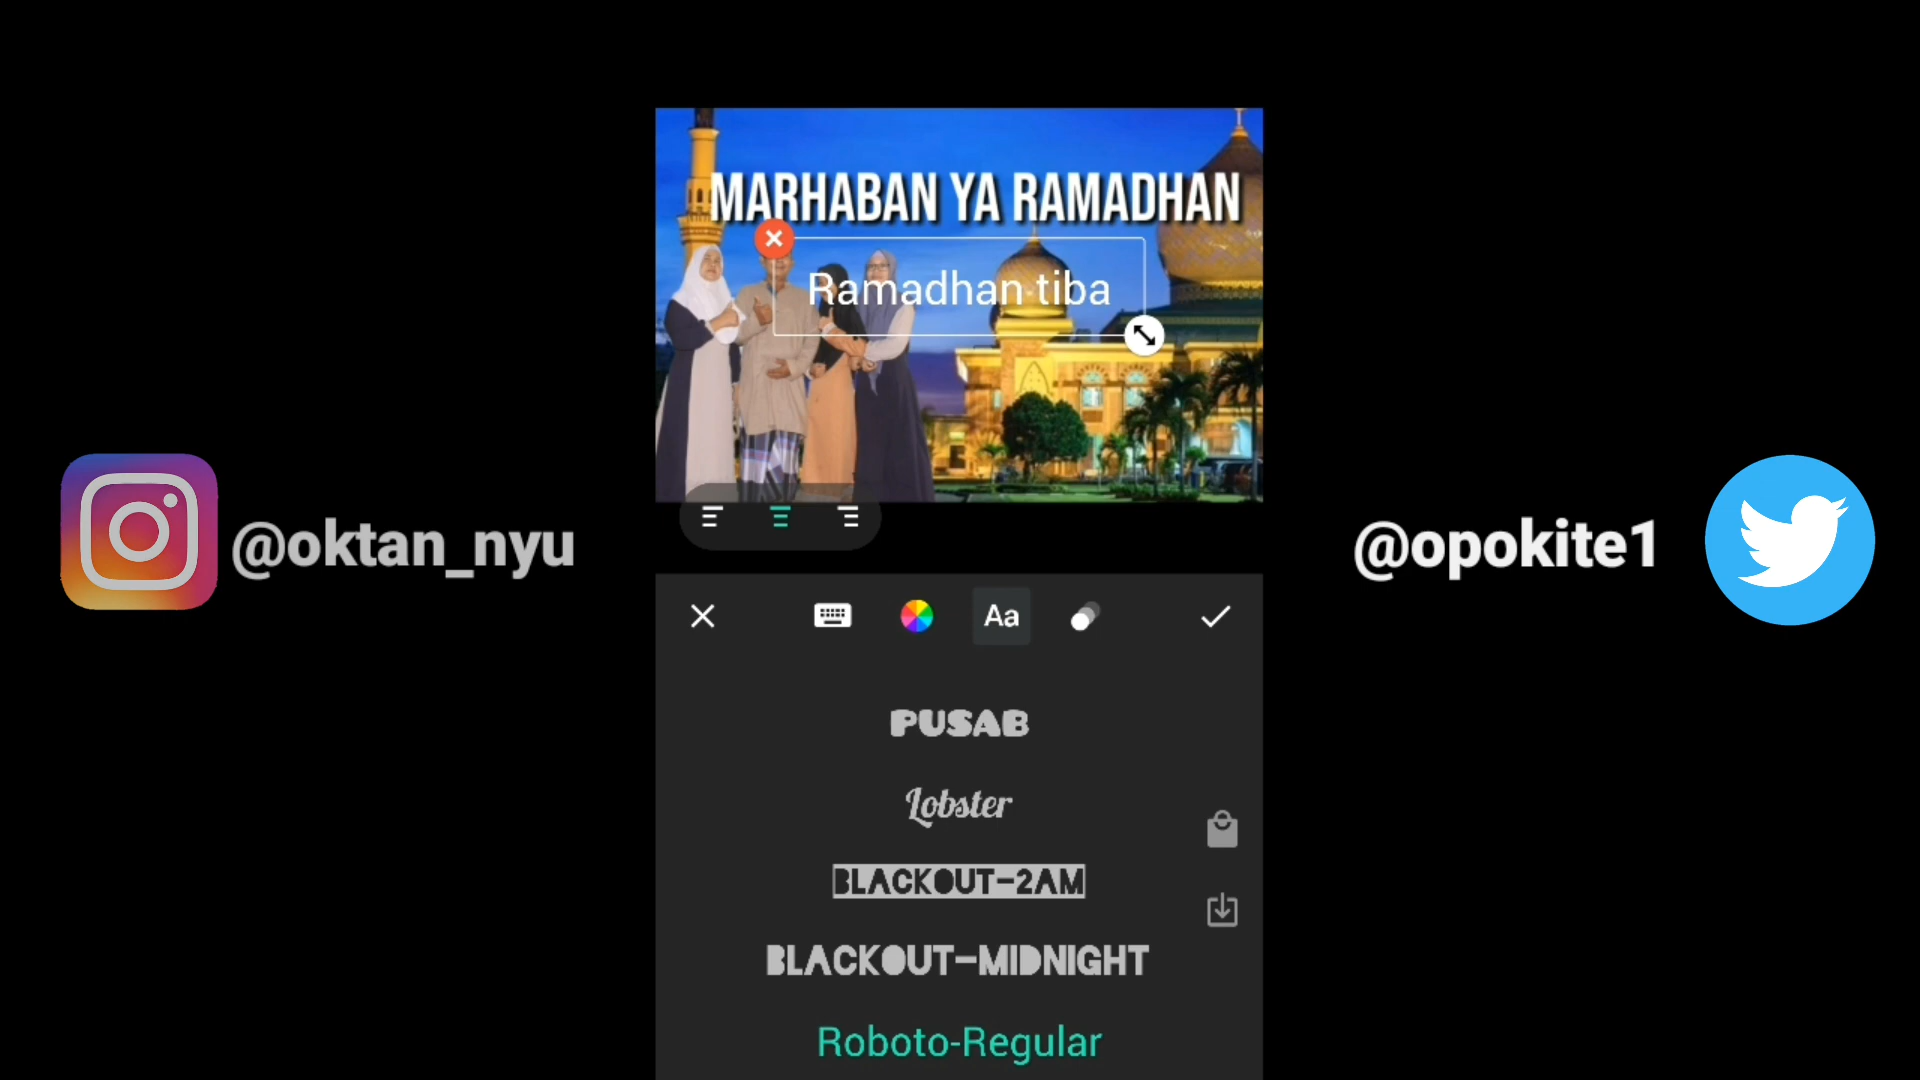 MARHABAN YA RAMADHAN
Ramadhan tiba
@oktan_nyu
@opokite1
Aa
PUSAB
Lobster
BLACKOUT-2AM
BLACKOUT-MIDNIGHT
Roboto-Regular